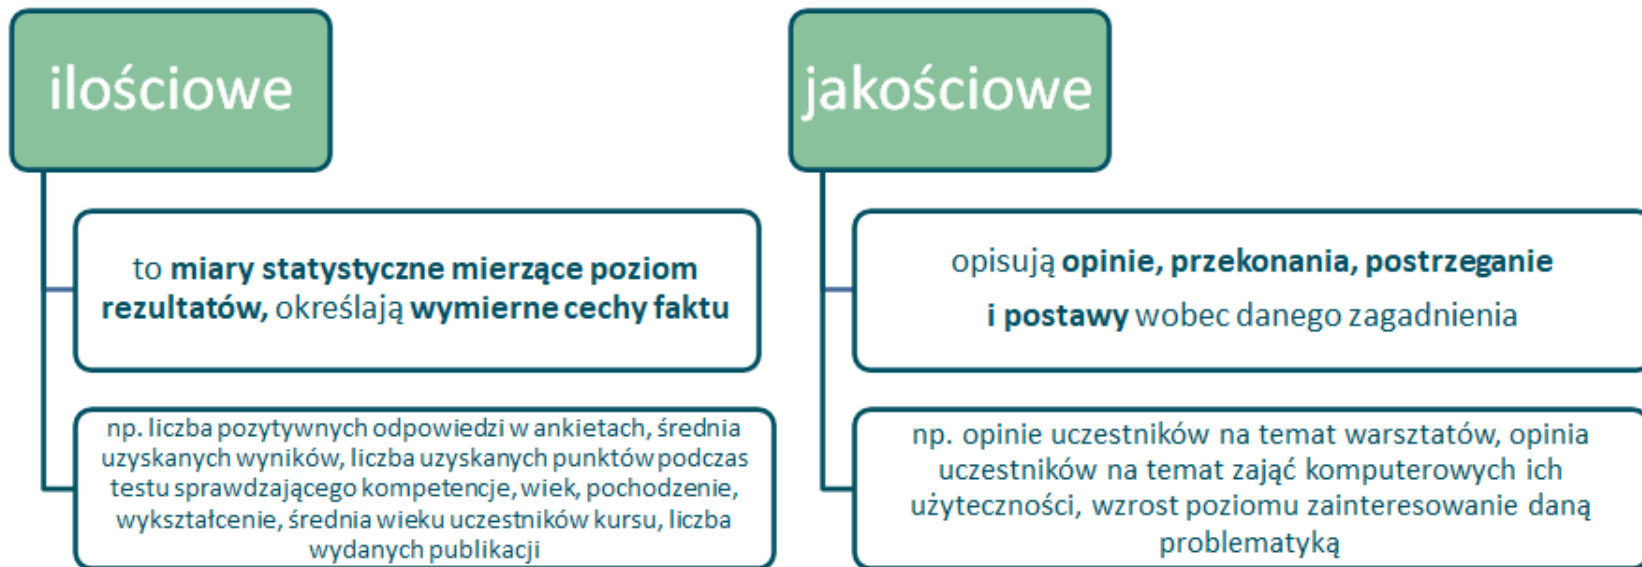 ilościowe
to miary statystyczne mierzące poziom
rezultatów, określają wymierne cechy faktu
np. liczba pozytywnych odpowiedzi w ankietach, średnia
uzyskanych wyników, liczba uzyskanych punktów podczas
testu sprawdzającego kompetencje, wiek, pochodzenie,
wykształcenie, średnia wieku uczestników kursu, liczba
wydanych publikacji
jakościowe
opisują opinie, przekonania, postrzeganie
i postawy wobec danego zagadnienia
np. opinie uczestników na temat warsztatów, opinia
uczestników na temat zająć komputerowych ich
użyteczności, wzrost poziomu zainteresowanie daną
problematyką